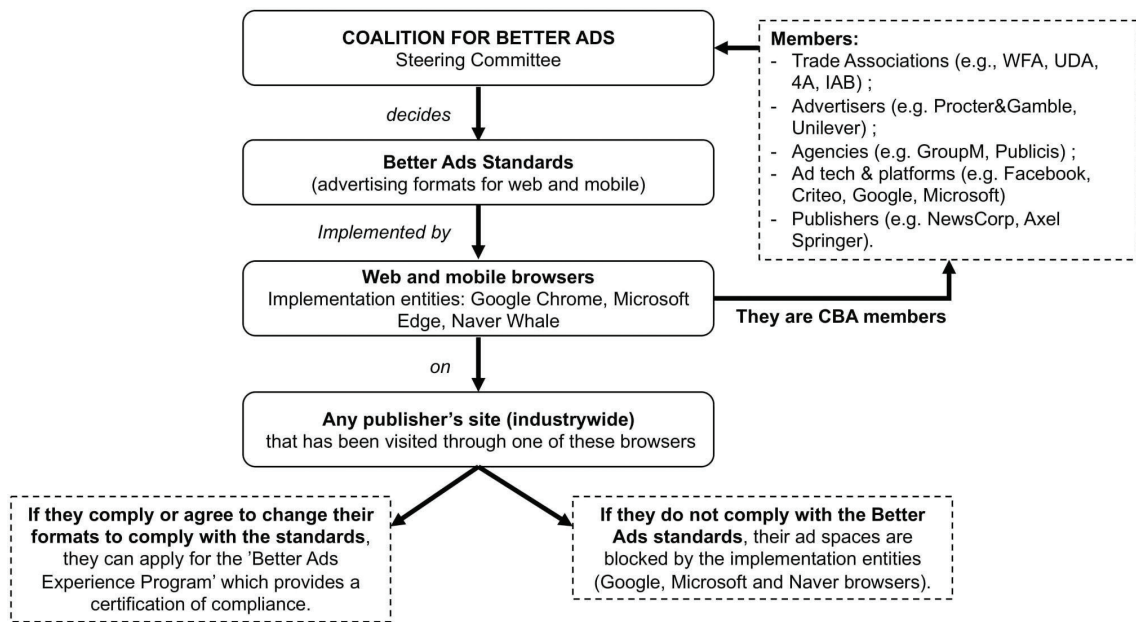 COALITION FOR BETTER ADS
Steering Committee
Members:
- Trade Associations (e.g., WFA, UDA,
4A, IAB) ;
- Advertisers (e.g. Procter&Gamble,
Unilever) ;
- Agencies (e.g. GroupM, Publicis) ;
- Ad tech & platforms (e.g. Facebook,
Criteo, Google, Microsoft)
- Publishers (e.g. NewsCorp, Axel
Springer).
decides
Better Ads Standards
(advertising formats for web and mobile)
Implemented by
Web and mobile browsers
Implementation entities: Google Chrome, Microsoft
Edge, Naver Whale
They are CBA members
on
Any publisher’s site (industrywide)
that has been visited through one of these browsers
If they comply or agree to change their
formats to comply with the standards,
they can apply for the ’Better Ads
Experience Program’ which provides a
certification of compliance.
If they do not comply with the Better
Ads standards, their ad spaces are
blocked by the implementation entities
(Google, Microsoft and Naver browsers).